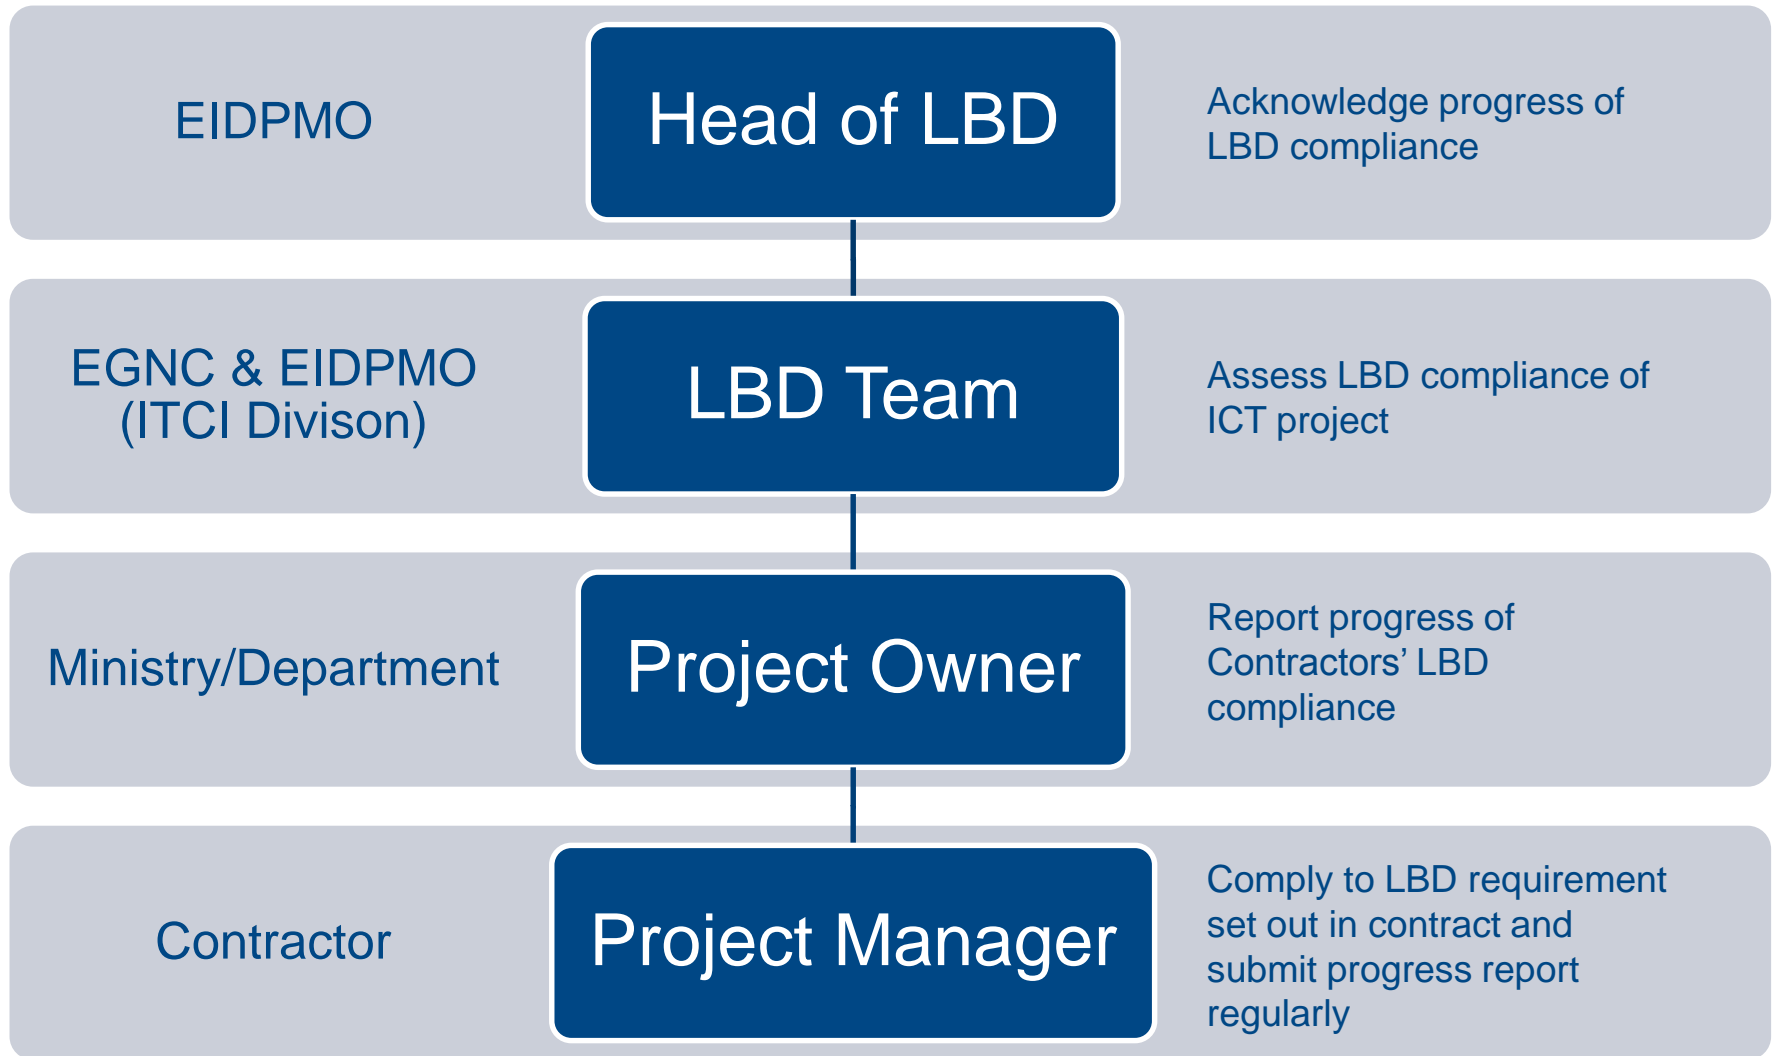 EIDPMO
Head of LBD
Acknowledge progress of
LBD compliance
EGNC & EIDPMO
(ITCI Divison)
LBD Team
Assess LBD compliance of
ICT project
Ministry/Department
Project Owner
Report progress of
Contractors’ LBD
compliance
Contractor
Project Manager
Comply to LBD requirement
set out in contract and
submit progress report
regularly